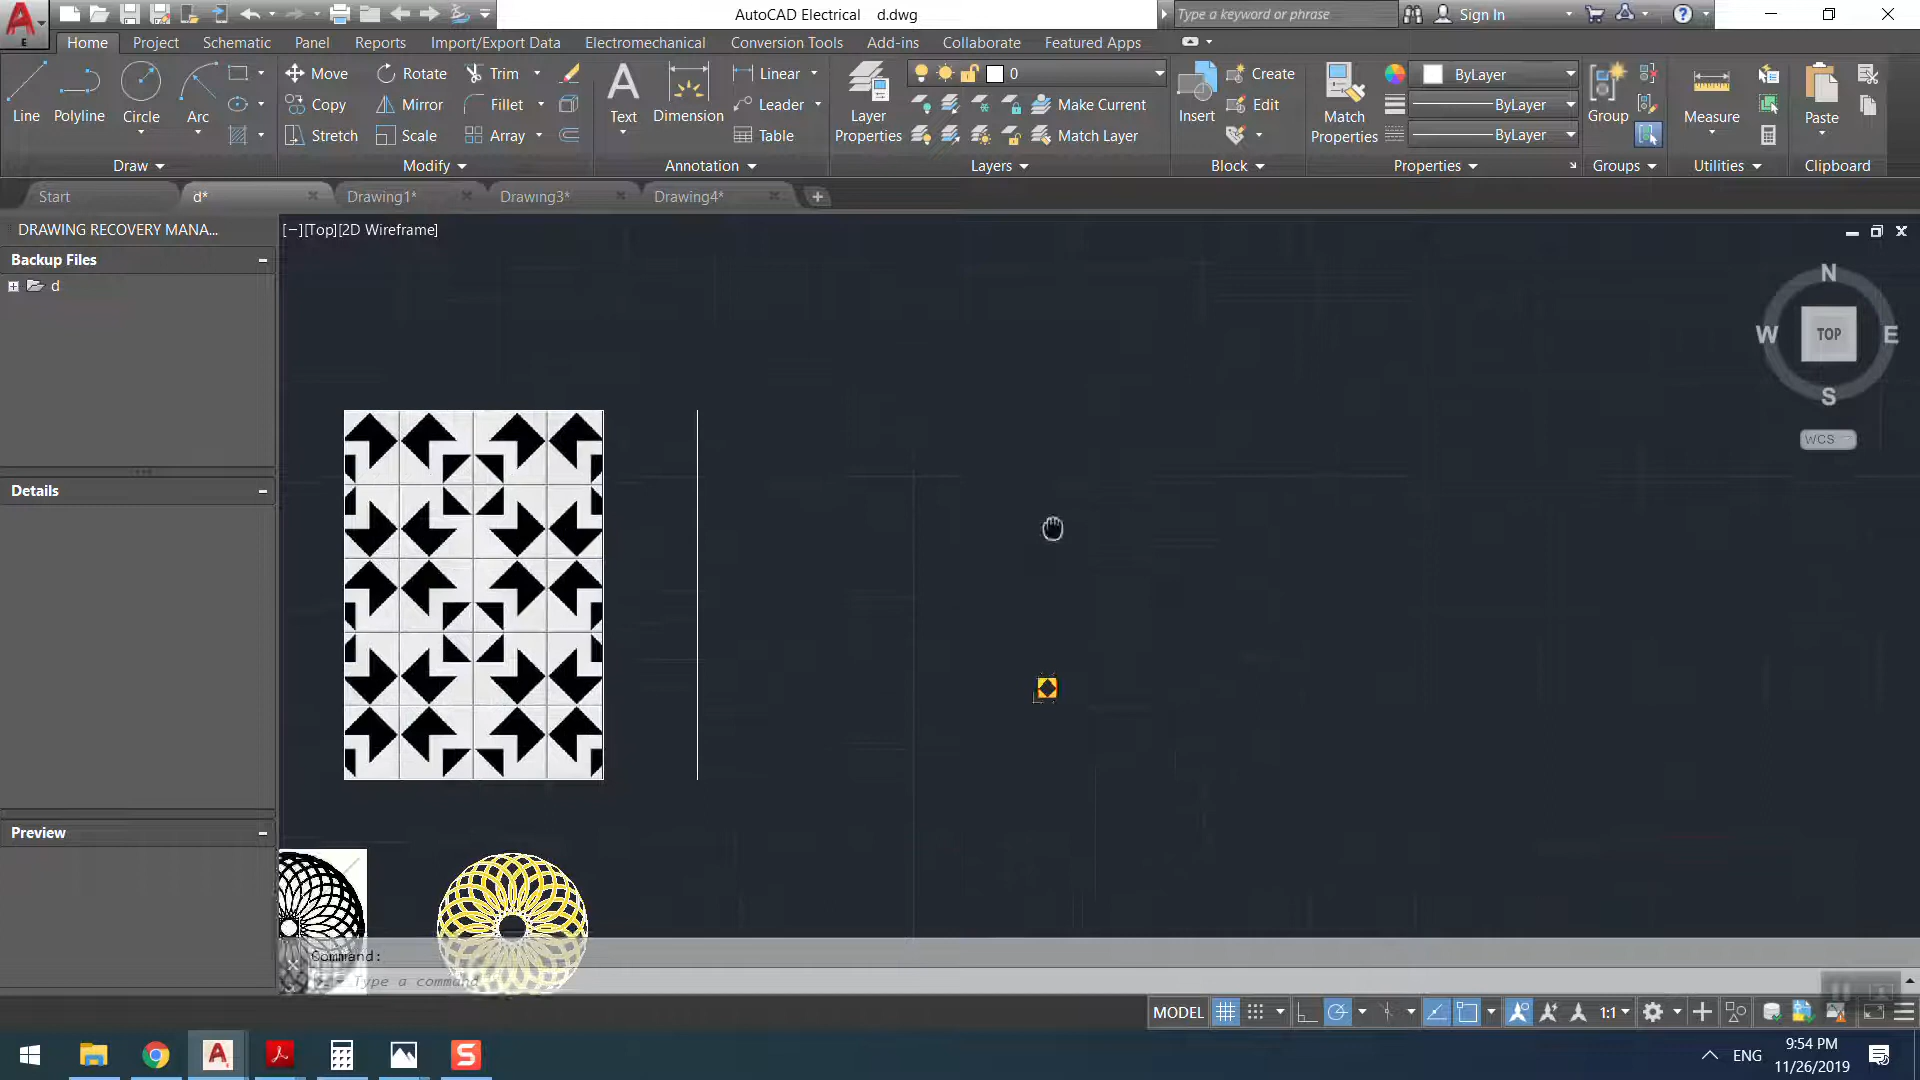 AutoCAD Electrical d.dwg
Type a keyword or phrase
Sign In
E
Home Project Schematic Panel Reports Import/Export Data Electromechanical Conversion Tools Add-ins Collaborate Featured Apps
Line
Polyline
Circle
Arc
Draw
Move Rotate Trim
Copy Mirror Fillet
Stretch Scale Array
Modify
Text
Dimension
Linear
Leader
Table
Annotation
Layer Properties
0
Make Current
Match Layer
Layers
Insert
Create
Edit
Block
Match Properties
ByLayer
ByLayer
ByLayer
Properties
Group
Groups
Measure
Utilities
Paste
Clipboard
Start d* Drawing1* Drawing3* Drawing4*
DRAWING RECOVERY MANA...
[−][Top][2D Wireframe]
Backup Files
d
Details
Preview
N
W TOP E
S
WCS
Command:
Type a command
MODEL 1:1
ENG
9:54 PM
11/26/2019